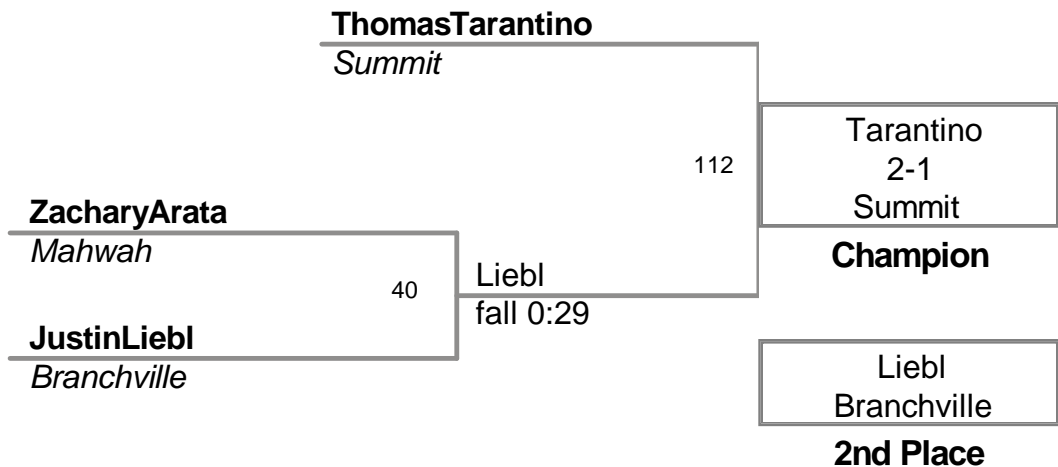 ThomasTarantino
Summit
112
Tarantino
2-1
Summit
Champion
ZacharyArata
Mahwah
40
Liebl
fall 0:29
JustinLiebl
Branchville
Liebl
Branchville
2nd Place